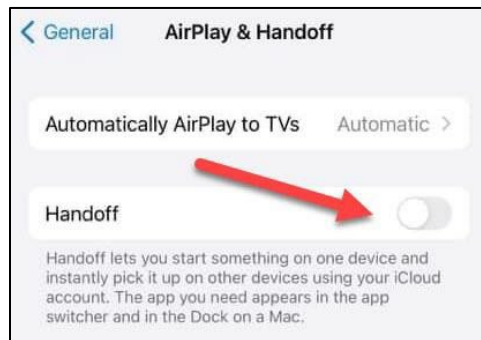 General
AirPlay & Handoff
Automatically AirPlay to TVs Automatic
Handoff
Handoff lets you start something on one device and
instantly pick it up on other devices using your iCloud
account. The app you need appears in the app
switcher and in the Dock on a Mac.